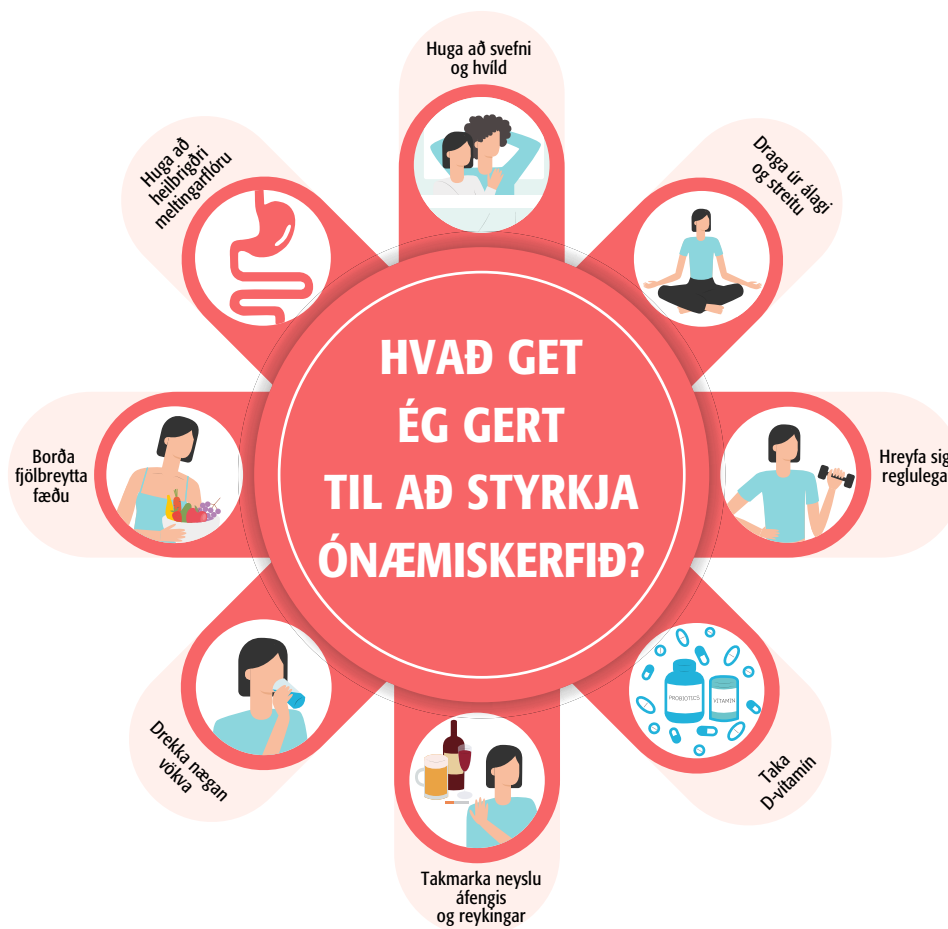 HVAÐ GET
ÉG GERT
TIL AÐ STYRKJA
ÓNÆMISKERFIÐ?
Huga að svefni
og hvíld
Draga úr álagi
og streitu
Hreyfa sig
reglulega
PROBIOTICS
VITAMIN
Taka
D-vítamín
Takmarka neyslu
áfengis
og reykingar
Drekka nægan
vökva
Borða
fjölbreytta
fæðu
Huga að
heilbrigðri
meltingarflóru